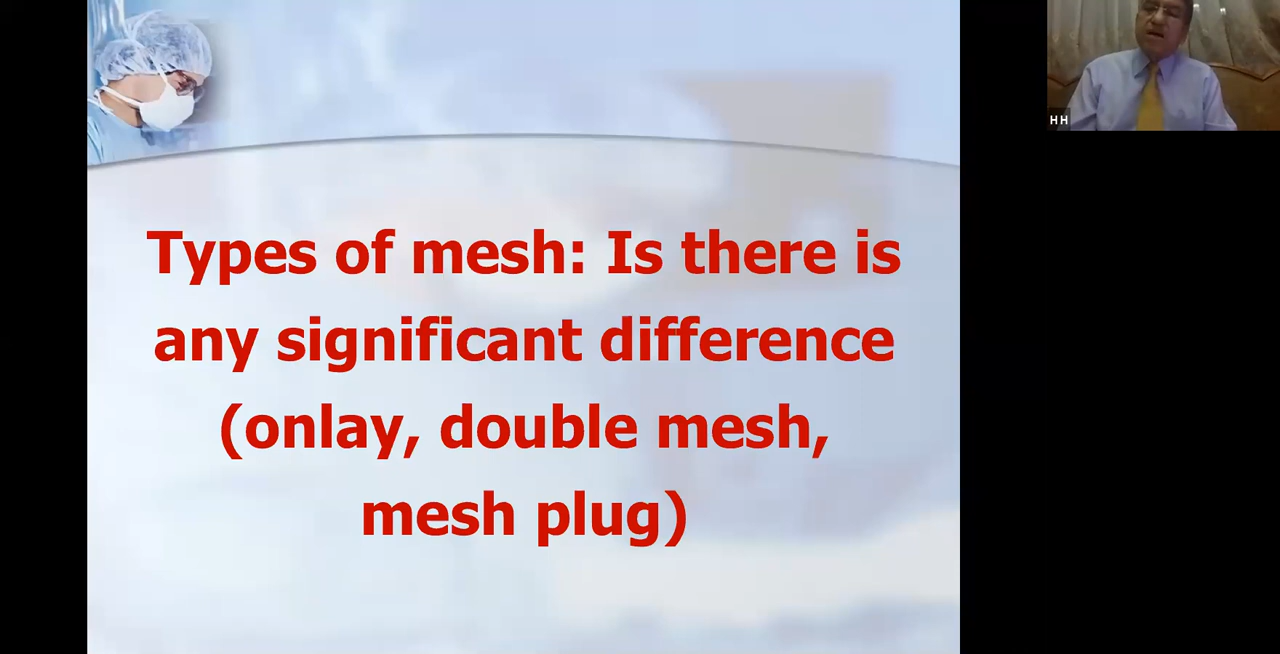 Types of mesh: Is there is
any significant difference
(onlay, double mesh,
mesh plug)
HH